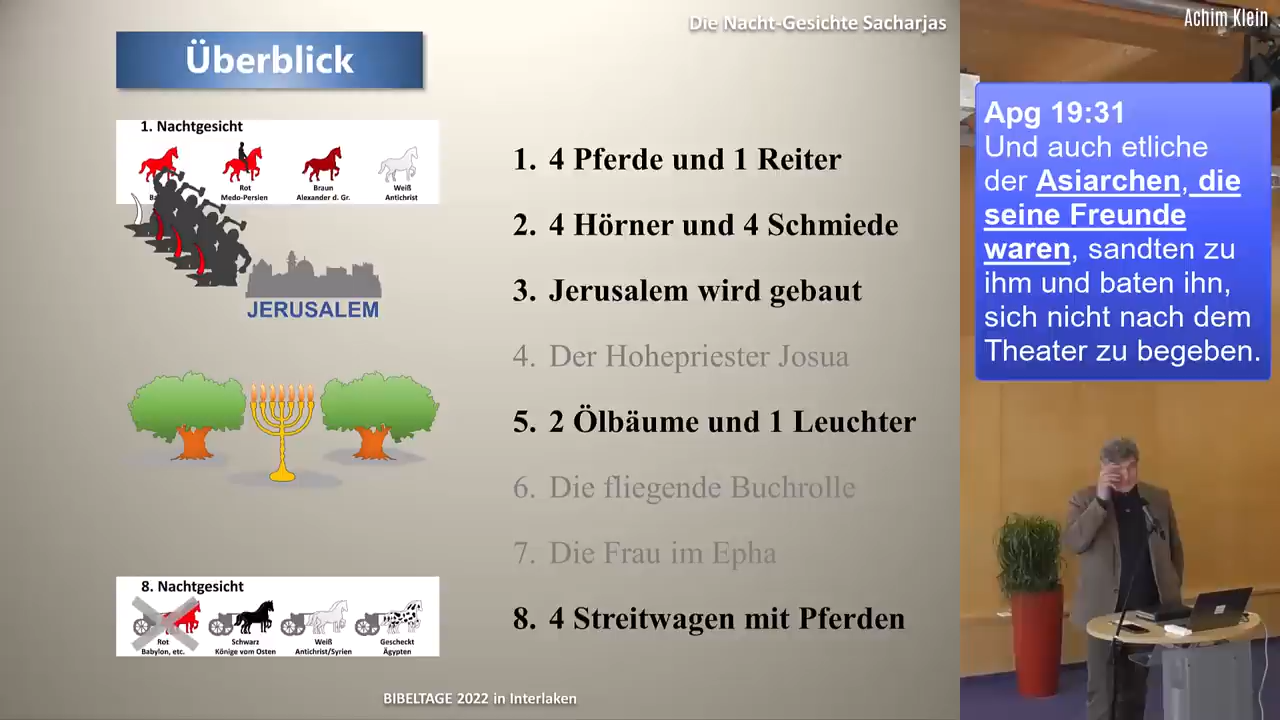 Die Nacht-Gesichte Sacharjas
Überblick
1. Nachtgesicht
Rot
Medo-Persien
Braun
Alexander d. Gr.
Weiß
Antichrist
JERUSALEM
8. Nachtgesicht
Rot
Babylon, etc.
Schwarz
Könige vom Osten
Weiß
Antichrist/Syrien
Gescheckt
Ägypten
1. 4 Pferde und 1 Reiter
2. 4 Hörner und 4 Schmiede
3. Jerusalem wird gebaut
4. Der Hohepriester Josua
5. 2 Ölbäume und 1 Leuchter
6. Die fliegende Buchrolle
7. Die Frau im Epha
8. 4 Streitwagen mit Pferden
BIBELTAGE 2022 in Interlaken
Achim Klein
Apg 19:31
Und auch etliche
der Asiarchen, die
seine Freunde
waren, sandten zu
ihm und baten ihn,
sich nicht nach dem
Theater zu begeben.